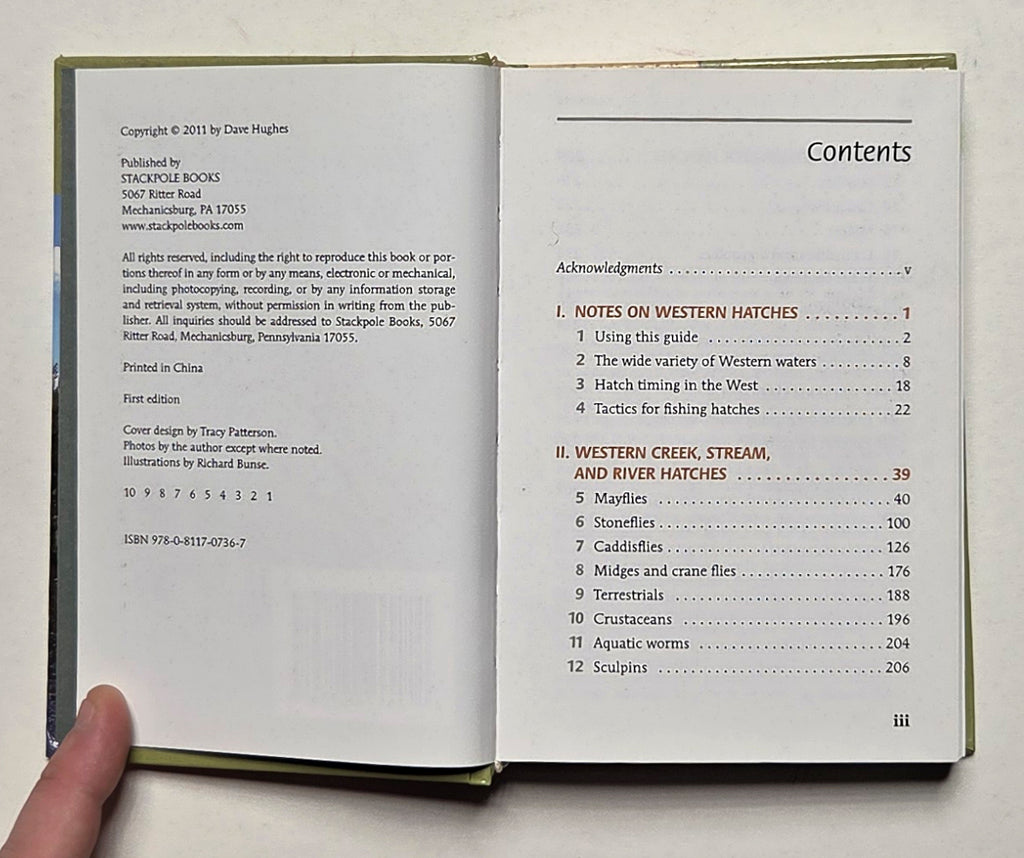 Copyright © 2011 by Dave Hughes
Published by
STACKPOLE BOOKS
5067 Ritter Road
Mechanicsburg, PA 17055
www.stackpolebooks.com
All rights reserved, including the right to reproduce this book or por-
tions thereof in any form or by any means, electronic or mechanical,
including photocopying, recording, or by any information storage
and retrieval system, without permission in writing from the pub-
lisher. All inquiries should be addressed to Stackpole Books, 5067
Ritter Road, Mechanicsburg, Pennsylvania 17055.
Printed in China
First edition
Cover design by Tracy Patterson.
Photos by the author except where noted.
Illustrations by Richard Bunse.
10 9 8 7 6 5 4 3 2 1
ISBN 978-0-8117-0736-7
Contents
Acknowledgments . . . . . . . . . . . . . . . . . . . . . . . . . . . . . . v
I. NOTES ON WESTERN HATCHES . . . . . . . . . . 1
1 Using this guide . . . . . . . . . . . . . . . . . . . . . . . . 2
2 The wide variety of Western waters . . . . . . . . . . 8
3 Hatch timing in the West . . . . . . . . . . . . . . . . . 18
4 Tactics for fishing hatches . . . . . . . . . . . . . . . . . 22
II. WESTERN CREEK, STREAM,
AND RIVER HATCHES . . . . . . . . . . . . . . . . . . 39
5 Mayflies . . . . . . . . . . . . . . . . . . . . . . . . . . . . . 40
6 Stoneflies . . . . . . . . . . . . . . . . . . . . . . . . . . . 100
7 Caddisflies . . . . . . . . . . . . . . . . . . . . . . . . . . 126
8 Midges and crane flies . . . . . . . . . . . . . . . . . . 176
9 Terrestrials . . . . . . . . . . . . . . . . . . . . . . . . . . 188
10 Crustaceans . . . . . . . . . . . . . . . . . . . . . . . . . 196
11 Aquatic worms . . . . . . . . . . . . . . . . . . . . . . . 204
12 Sculpins . . . . . . . . . . . . . . . . . . . . . . . . . . . . 206
iii